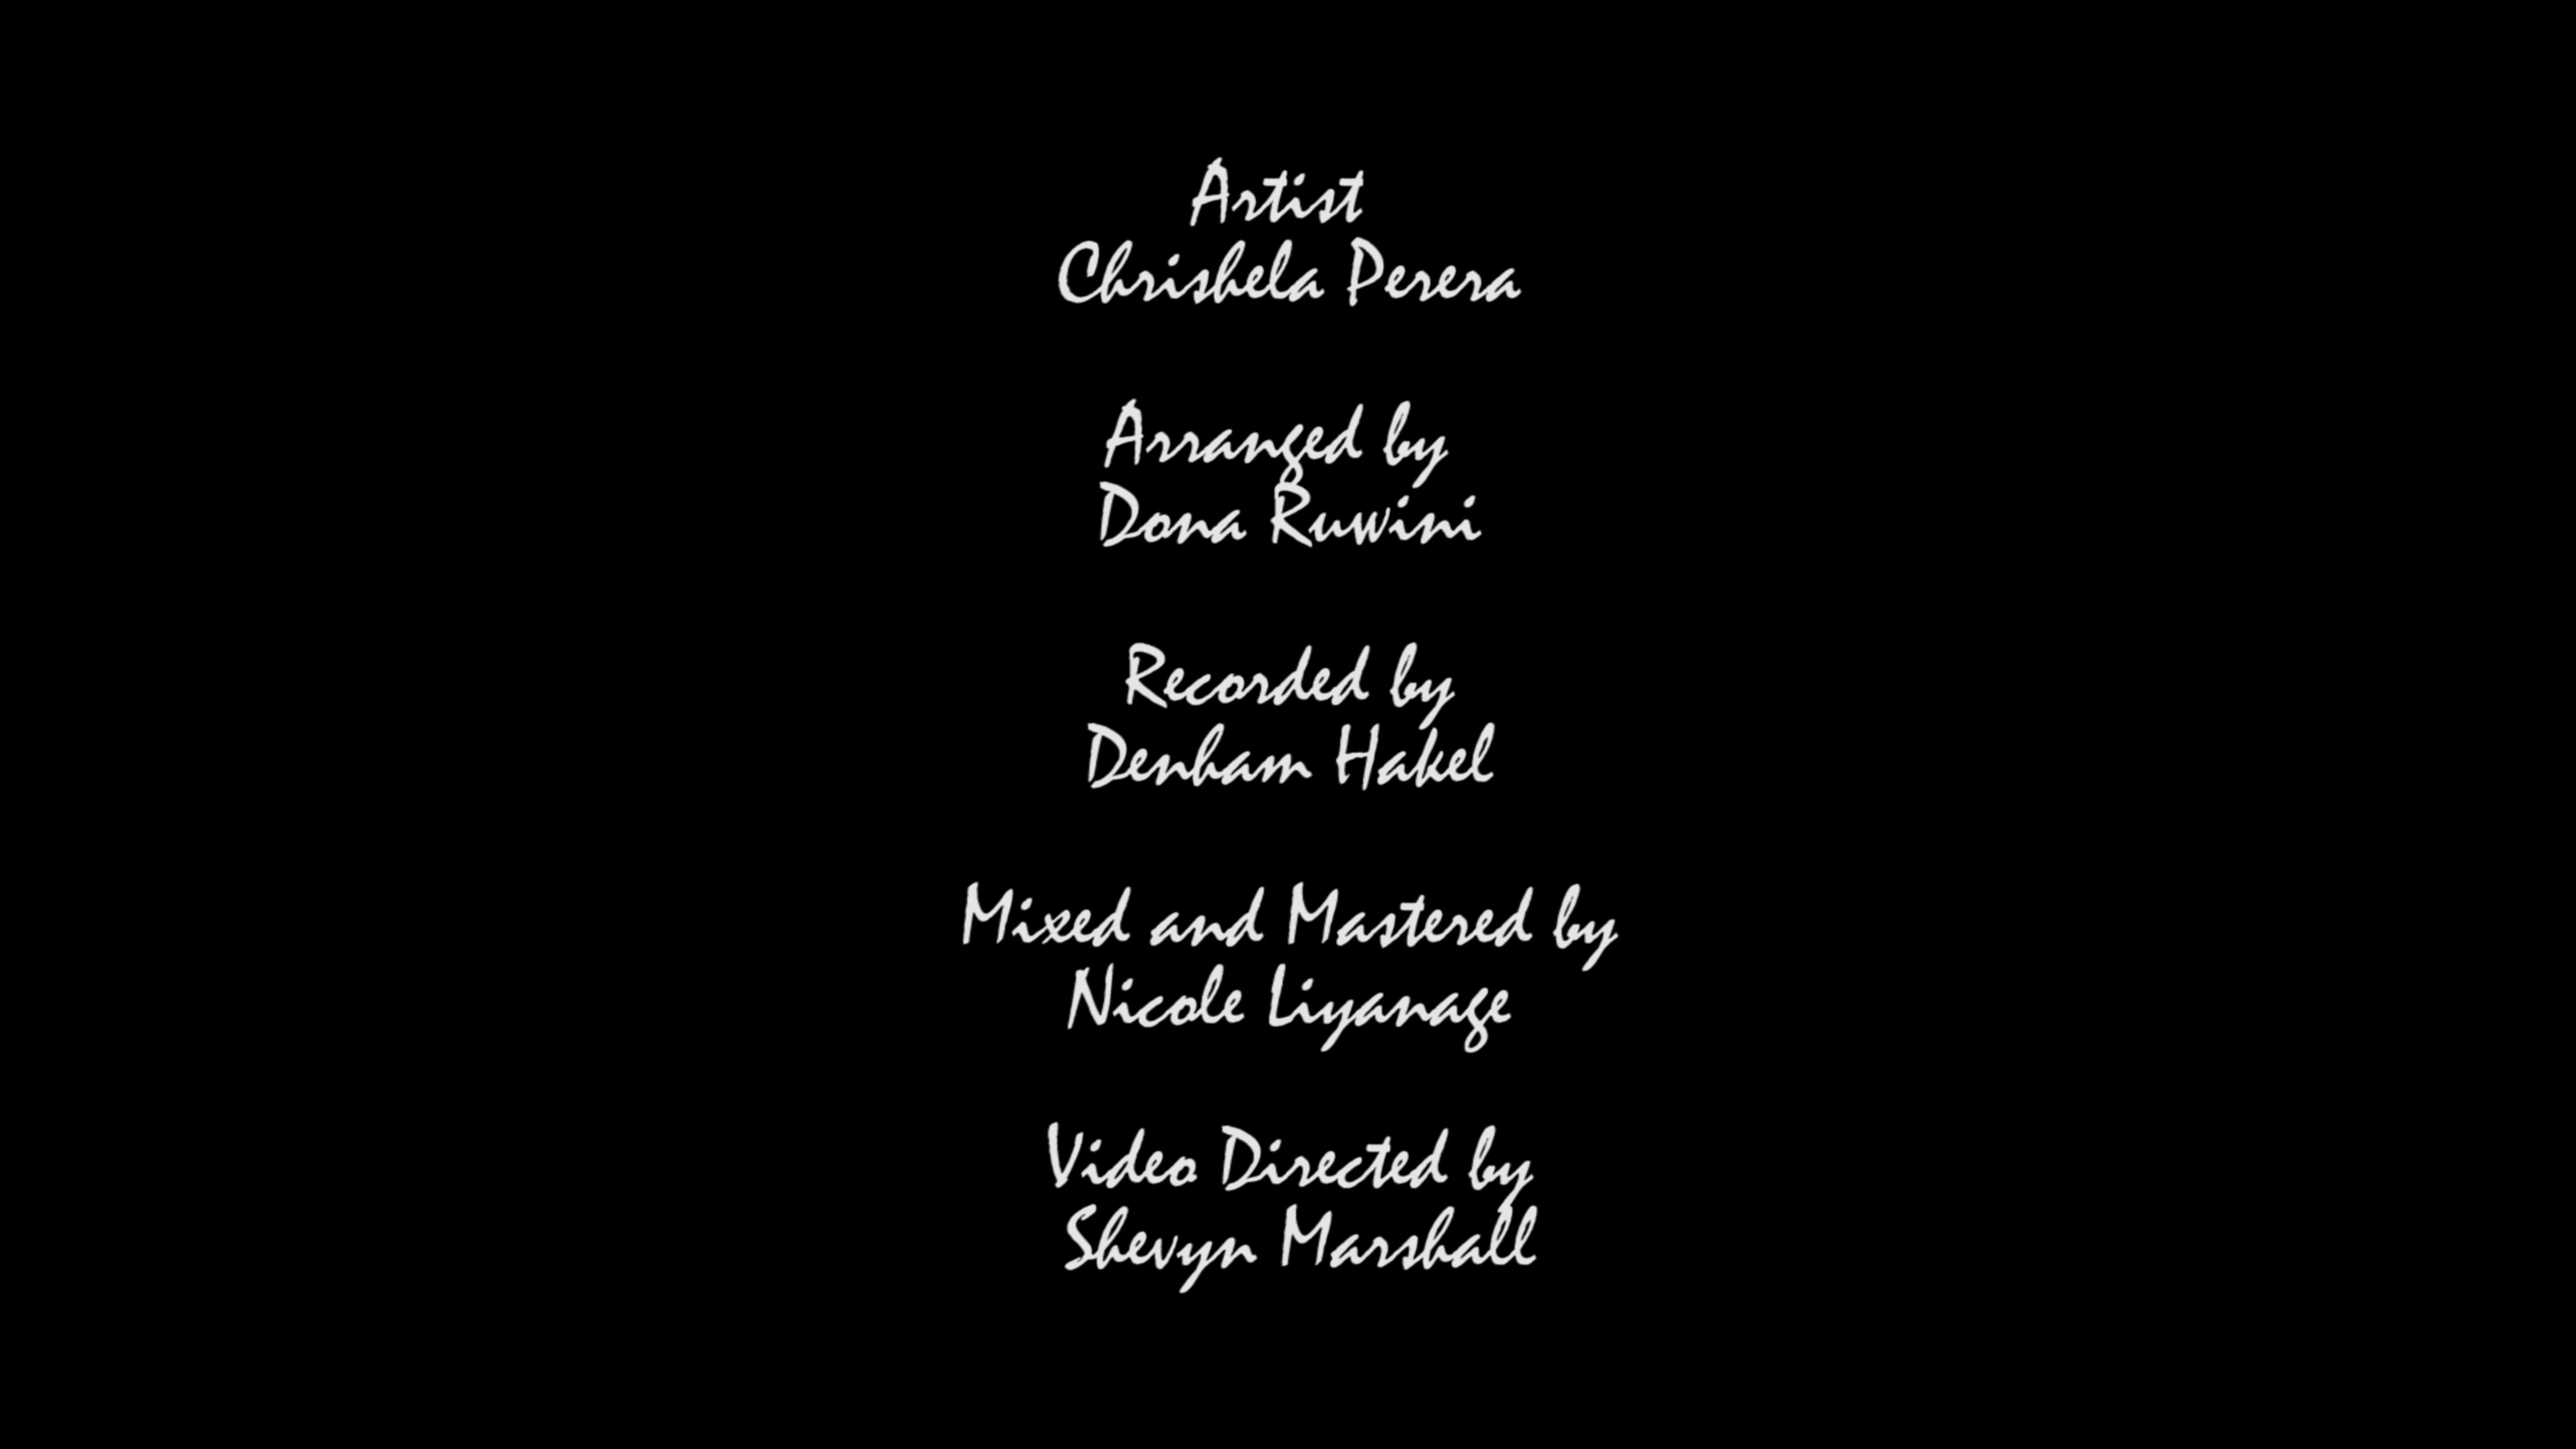 Artist
Chrishela Perera
Arranged by
Dona Ruwini
Recorded by
Denham Hakel
Mixed and Mastered by
Nicole Liyanage
Video Directed by
Shevyn Marshall